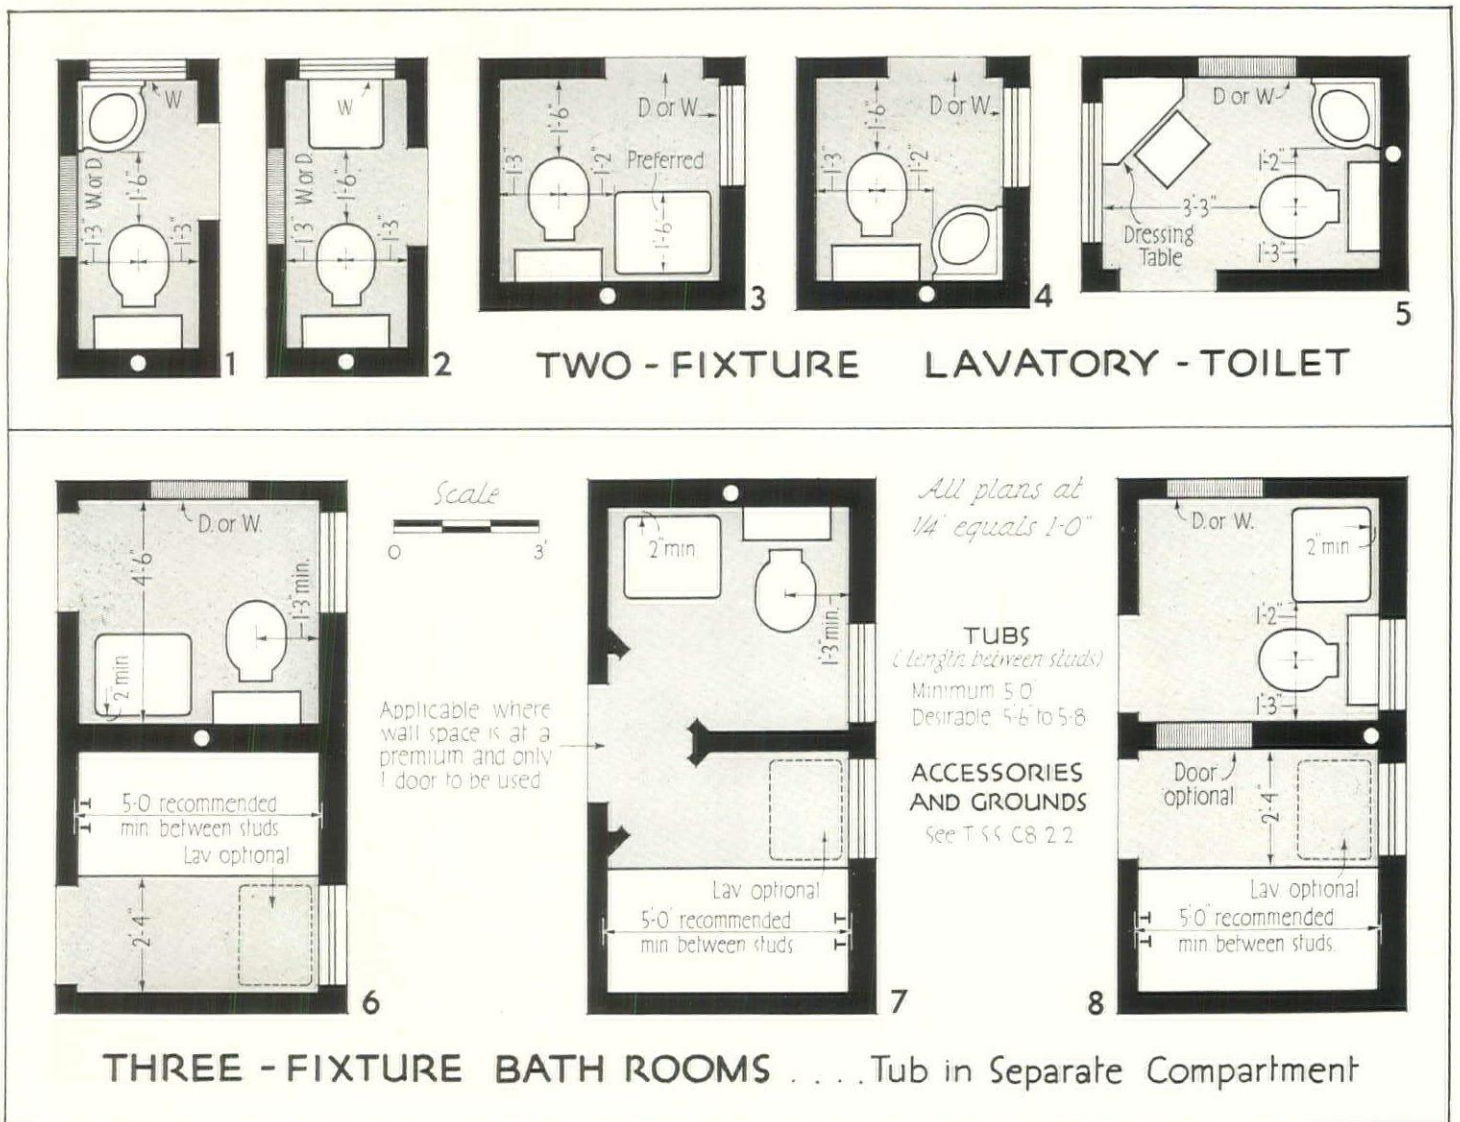 W
W. or D.
1'-6"
1'-3"
1'-3"
1
W
W. or D.
1'-6"
1'-3"
1'-3"
2
1'-6"
D or W.
1'-3"
1'-2"
Preferred
1'-6"
3
1'-6"
D or W.
1'-3"
1'-2"
4
D or W
1'-2"
3'-3"
Dressing
Table
1'-3"
5
TWO - FIXTURE LAVATORY - TOILET
D. or W.
4'-6"
1'-3" min.
2" min
5'-0 recommended
min between studs
Lav optional
2'-4"
6
Scale
0 3'
Applicable where
wall space is at a
premium and only
1 door to be used
2" min
1'-3" min.
Lav optional
5'-0" recommended
min between studs
7
All plans at
1/4" equals 1'-0"
TUBS
(Length between studs)
Minimum 5'0"
Desirable 5'-6" to 5'-8
ACCESSORIES
AND GROUNDS
See T S S C8 2 2
D. or W.
2" min
1'-2"
1'-3"
Door
optional
2'-4"
Lav. optional
5'0" recommended
min between studs.
8
THREE - FIXTURE BATH ROOMS .... Tub in Separate Compartment